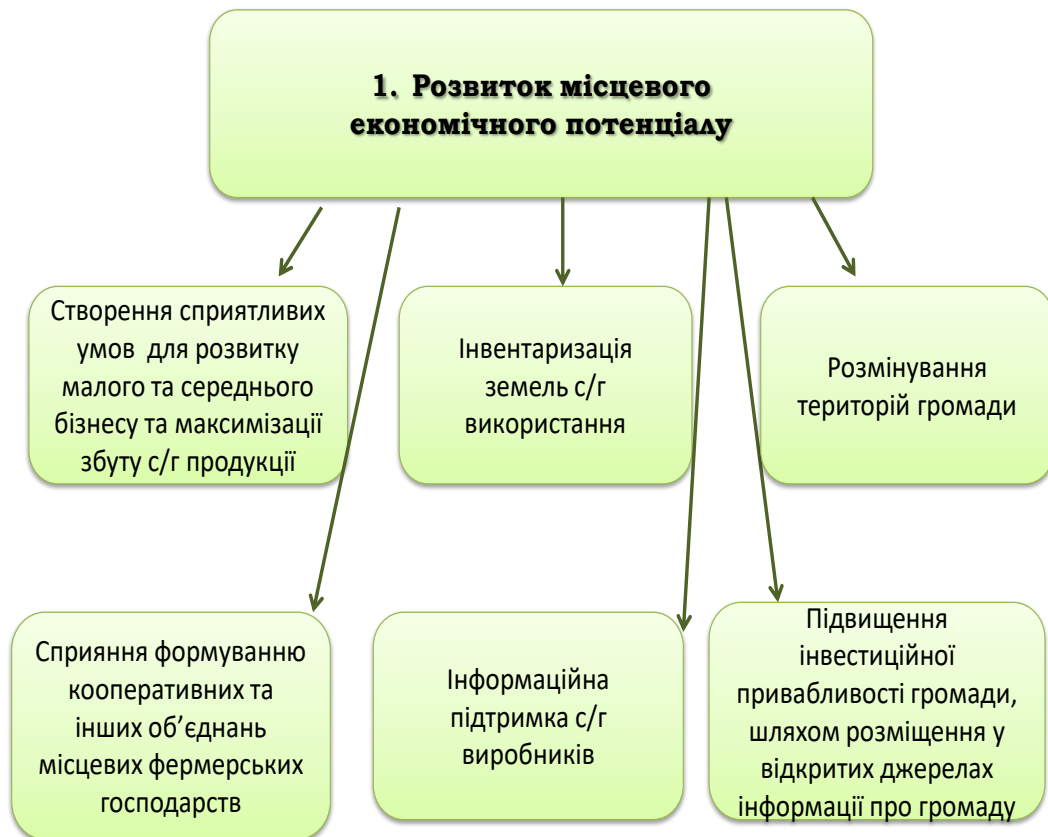 1. Розвиток місцевого
економічного потенціалу
Створення сприятливих
умов для розвитку
малого та середнього
бізнесу та максимізації
збуту с/г продукції
Інвентаризація
земель с/г
використання
Розмінування
територій громади
Сприяння формуванню
кооперативних та
інших об’єднань
місцевих фермерських
господарств
Інформаційна
підтримка с/г
виробників
Підвищення
інвестиційної
привабливості громади,
шляхом розміщення у
відкритих джерелах
інформації про громаду